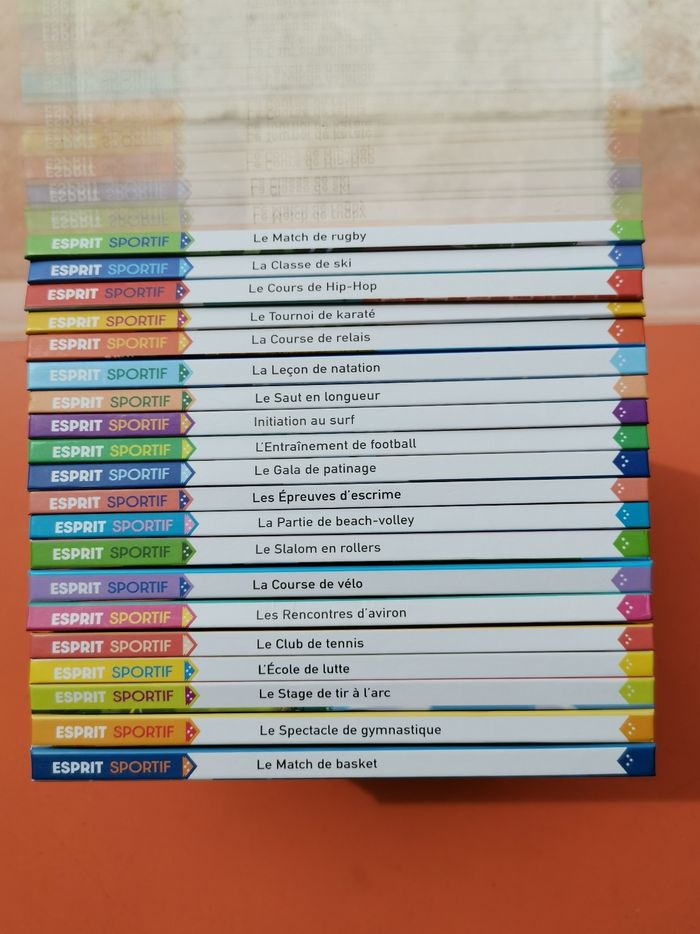 ESPRIT SPORTIF Le Match de rugby
ESPRIT SPORTIF La Classe de ski
ESPRIT SPORTIF Le Cours de Hip-Hop
ESPRIT SPORTIF Le Tournoi de karaté
ESPRIT SPORTIF La Course de relais
ESPRIT SPORTIF La Leçon de natation
ESPRIT SPORTIF Le Saut en longueur
ESPRIT SPORTIF Initiation au surf
ESPRIT SPORTIF L'Entraînement de football
ESPRIT SPORTIF Le Gala de patinage
ESPRIT SPORTIF Les Épreuves d'escrime
ESPRIT SPORTIF La Partie de beach-volley
ESPRIT SPORTIF Le Slalom en rollers
ESPRIT SPORTIF La Course de vélo
ESPRIT SPORTIF Les Rencontres d'aviron
ESPRIT SPORTIF Le Club de tennis
ESPRIT SPORTIF L'École de lutte
ESPRIT SPORTIF Le Stage de tir à l'arc
ESPRIT SPORTIF Le Spectacle de gymnastique
ESPRIT SPORTIF Le Match de basket